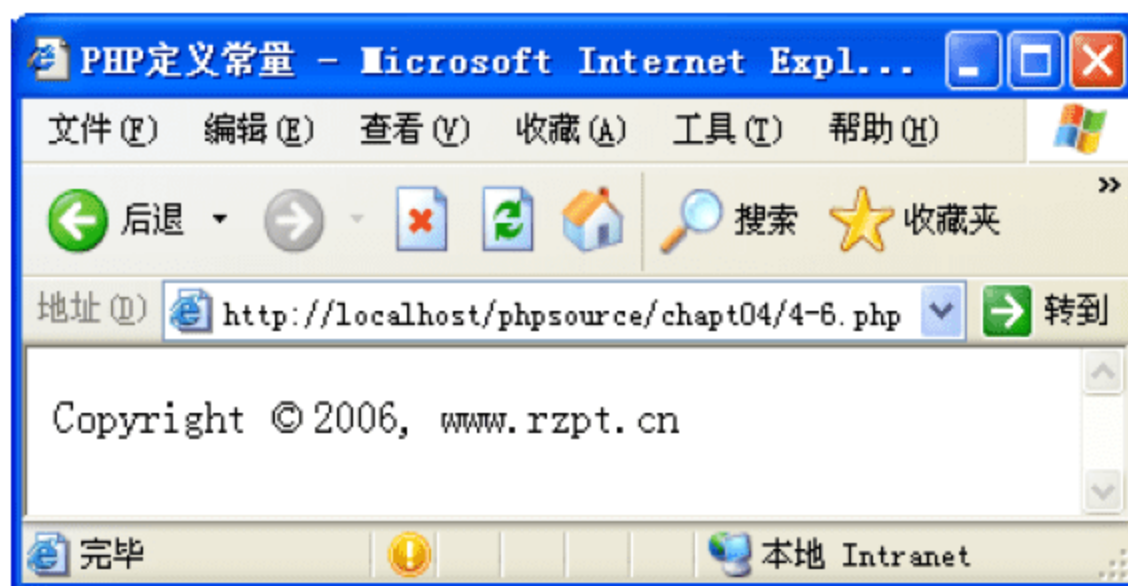 PHP定义常量 - Microsoft Internet Expl...
文件(F) 编辑(E) 查看(V) 收藏(A) 工具(T) 帮助(H)
后退 搜索 收藏夹 »
地址(D) http://localhost/phpsource/chapt04/4-6.php 转到
Copyright ©2006, www.rzpt.cn
完毕 本地 Intranet